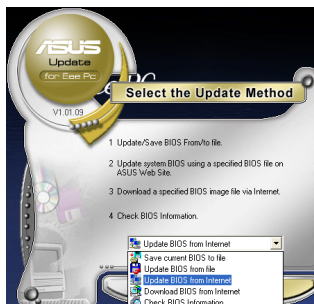 ASUS
Update
for Eee Pc
Select the Update Method
V1.01.09
1 Update/Save BIOS From/to file.
2 Update system BIOS using a specified BIOS file on
ASUS Web Site.
3 Download a specified BIOS image file via Internet.
4 Check BIOS Information.
Update BIOS from Internet
Save current BIOS to file
Update BIOS from file
Update BIOS from Internet
Download BIOS from Internet
Check BIOS Information